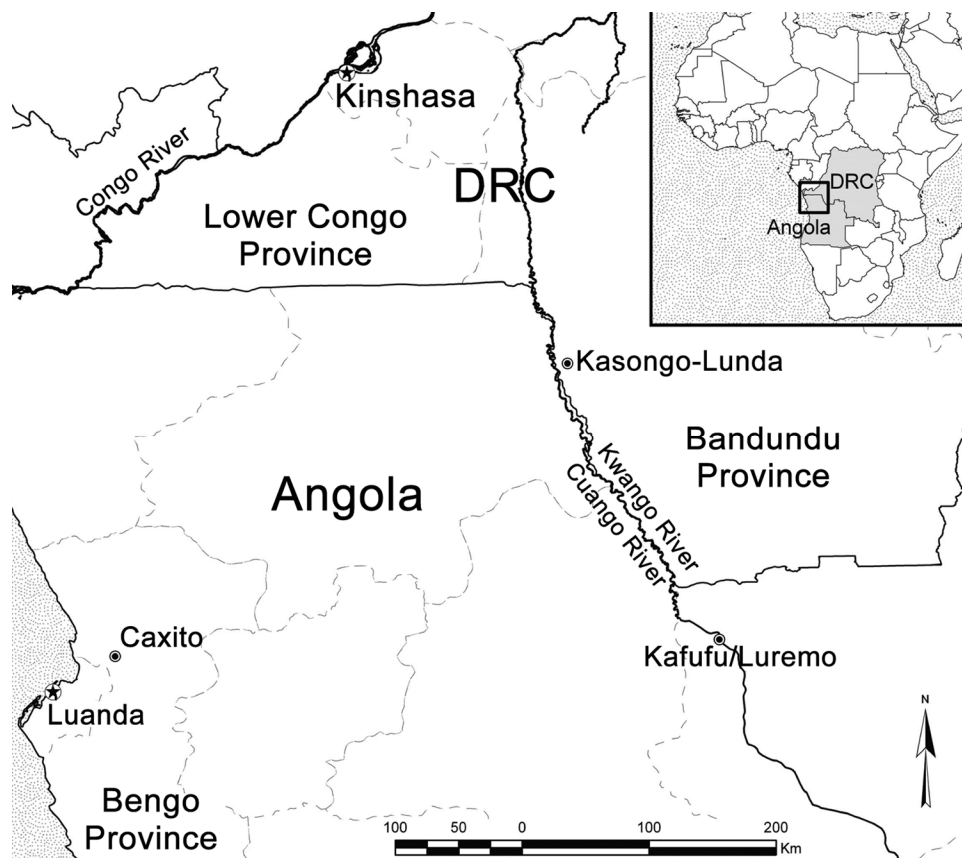 Kinshasa
Congo River
DRC
Lower Congo
Province
DRC
Angola
Kasongo-Lunda
Bandundu
Province
Angola
Kwango River
Cuango River
Caxito
Kafufu/Luremo
Luanda
N
Bengo
Province
100 50 0 100 200
Km